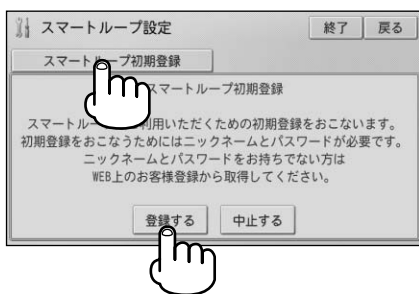 スマートループ設定
終了
戻る
スマートループ初期登録
スマートループ初期登録
スマートルー 利用いただくための初期登録をおこないます。
初期登録をおこなうためにはニックネームとパスワードが必要です。
ニックネームとパスワードをお持ちでない方は
WEB上のお客様登録から取得してください。
登録する
中止する